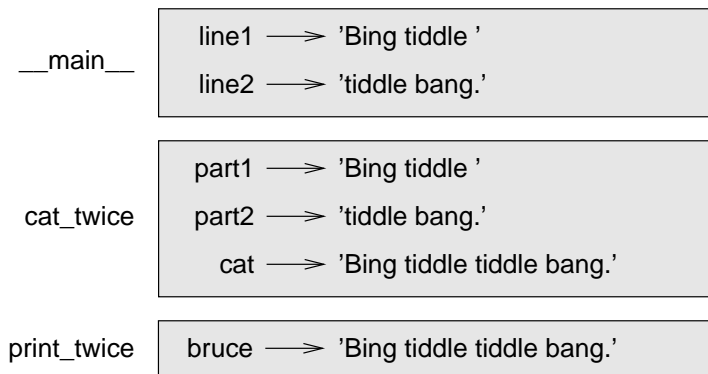 __main__
line1 ’Bing tiddle ’
line2 ’tiddle bang.’
cat_twice
part1 ’Bing tiddle ’
part2 ’tiddle bang.’
cat ’Bing tiddle tiddle bang.’
print_twice
bruce ’Bing tiddle tiddle bang.’